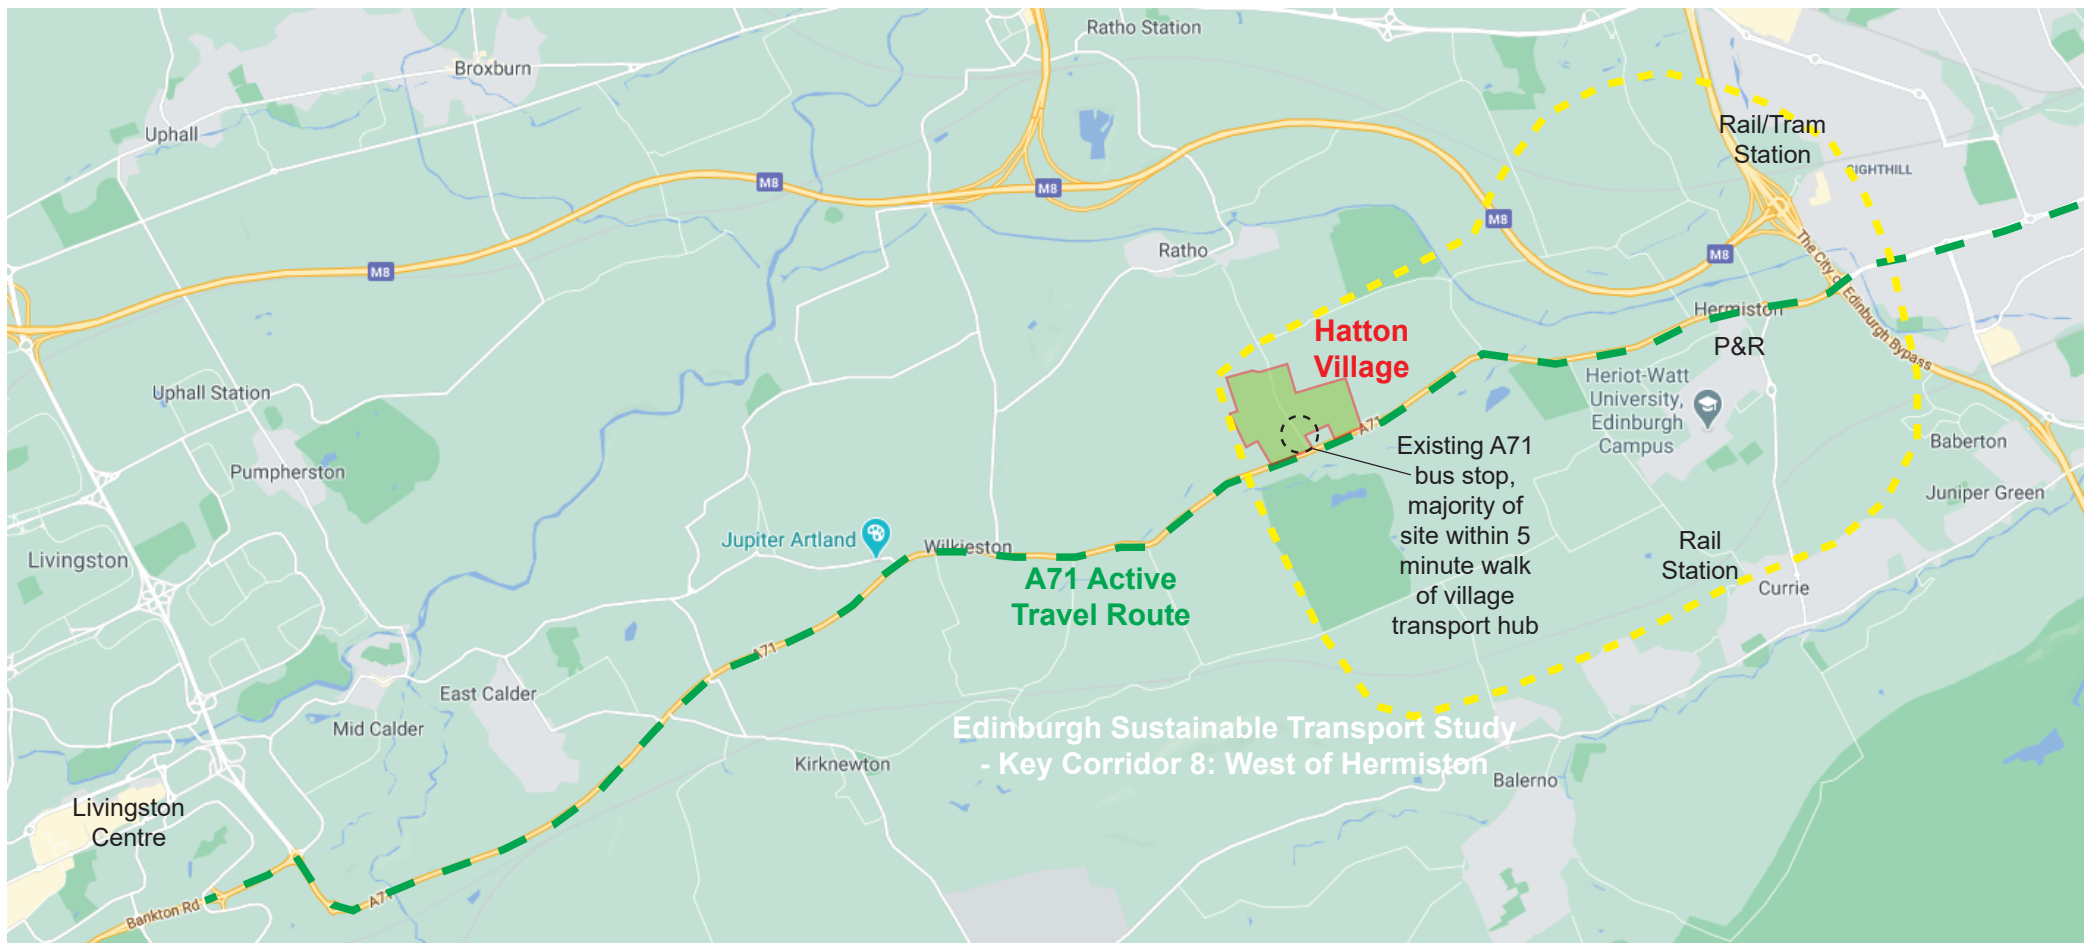 Ratho Station
Broxburn
Uphall
Rail/Tram
Station
SIGHTHILL
M8
M8
M8
M8
M8
Ratho
The City of Edinburgh Bypass
Hermiston
P&R
Hatton
Village
Uphall Station
Heriot-Watt
University,
Edinburgh
Campus
A71
Existing A71
bus stop,
majority of
site within 5
minute walk
of village
transport hub
Baberton
Juniper Green
Pumpherston
Livingston
Jupiter Artland
Wilkieston
A71 Active
Travel Route
Rail
Station
Currie
A71
East Calder
Mid Calder
Edinburgh Sustainable Transport Study
- Key Corridor 8: West of Hermiston
Kirknewton
Balerno
Livingston
Centre
A71
Bankton Rd